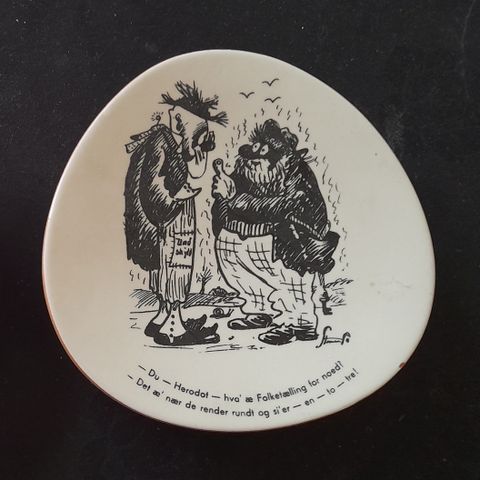 — Du — Herodot — hva' æ Folketælling for noed?
— Det æ' nær de render rundt og si'er — en — to — tre!